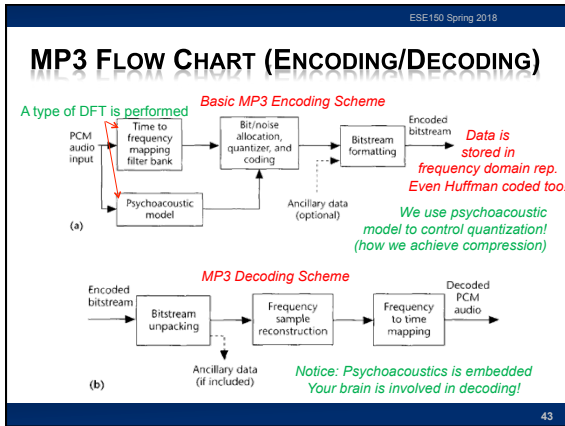 ESE150 Spring 2018
MP3 FLOW CHART (ENCODING/DECODING)
Basic MP3 Encoding Scheme
A type of DFT is performed
PCM
audio
input
Time to
frequency
mapping
filter bank
Psychoacoustic
model
Bit/noise
allocation,
quantizer, and
coding
Bitstream
formatting
Encoded
bitstream
Ancillary data
(optional)
(a)
Data is
stored in
frequency domain rep.
Even Huffman coded too.
We use psychoacoustic
model to control quantization!
(how we achieve compression)
MP3 Decoding Scheme
Encoded
bitstream
Bitstream
unpacking
Frequency
sample
reconstruction
Frequency
to time
mapping
Decoded
PCM
audio
Ancillary data
(if included)
(b)
Notice: Psychoacoustics is embedded
Your brain is involved in decoding!
43